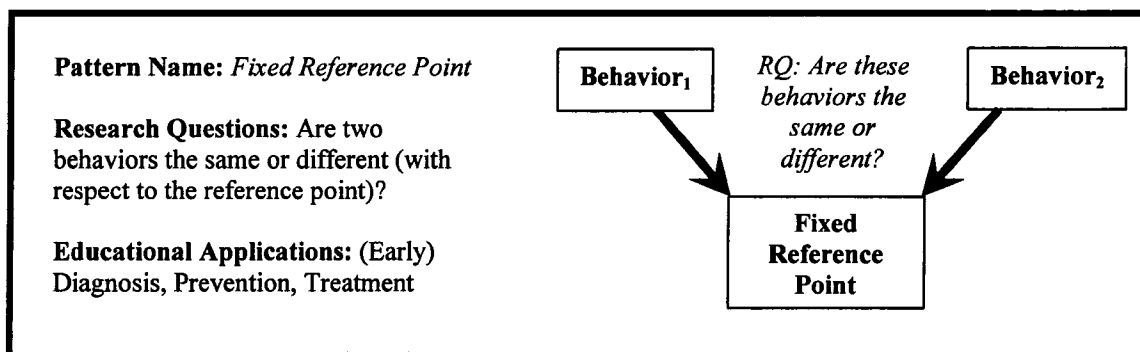 Pattern Name: Fixed Reference Point
Research Questions: Are two
behaviors the same or different (with
respect to the reference point)?
Educational Applications: (Early)
Diagnosis, Prevention, Treatment
Behavior₁
RQ: Are these
behaviors the
same or
different?
Behavior₂
Fixed
Reference
Point